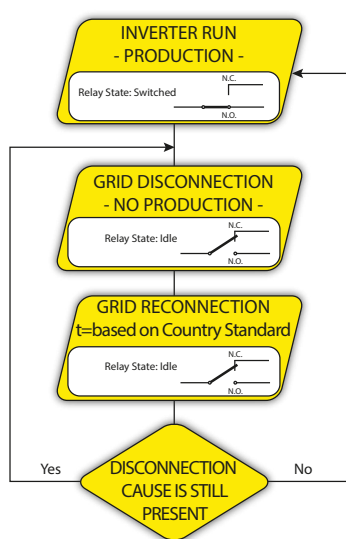 INVERTER RUN
- PRODUCTION -
N.C.
Relay State: Switched
N.O.
GRID DISCONNECTION
- NO PRODUCTION -
N.C.
Relay State: Idle
N.O.
GRID RECONNECTION
t=based on Country Standard
N.C.
Relay State: Idle
N.O.
Yes
DISCONNECTION
CAUSE IS STILL
PRESENT
No